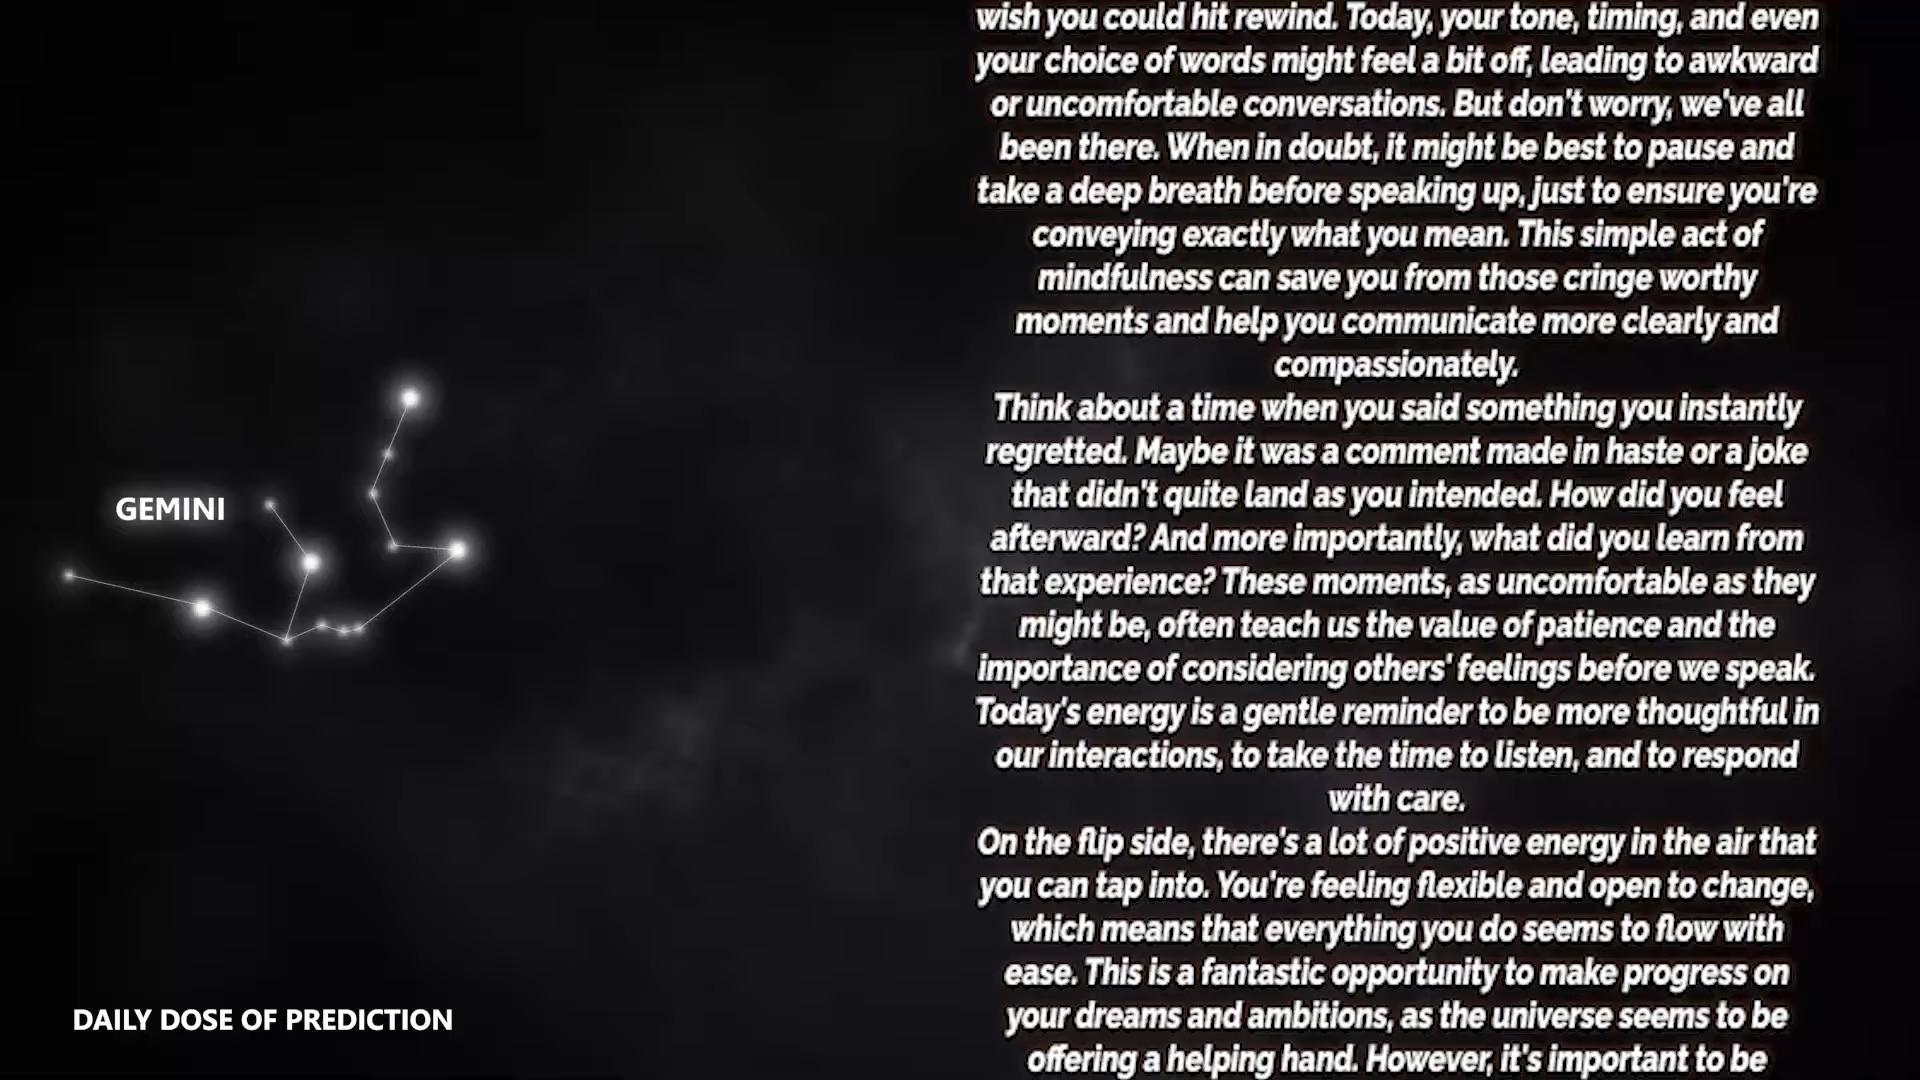 wish you could hit rewind. Today, your tone, timing, and even
your choice of words might feel a bit off, leading to awkward
or uncomfortable conversations. But don't worry, we've all
been there. When in doubt, it might be best to pause and
take a deep breath before speaking up, just to ensure you're
conveying exactly what you mean. This simple act of
mindfulness can save you from those cringe worthy
moments and help you communicate more clearly and
compassionately.
Think about a time when you said something you instantly
regretted. Maybe it was a comment made in haste or a joke
that didn't quite land as you intended. How did you feel
afterward? And more importantly, what did you learn from
that experience? These moments, as uncomfortable as they
might be, often teach us the value of patience and the
importance of considering others' feelings before we speak.
Today's energy is a gentle reminder to be more thoughtful in
our interactions, to take the time to listen, and to respond
with care.
On the flip side, there's a lot of positive energy in the air that
you can tap into. You're feeling flexible and open to change,
which means that everything you do seems to flow with
ease. This is a fantastic opportunity to make progress on
your dreams and ambitions, as the universe seems to be
offering a helping hand. However, it's important to be
GEMINI
DAILY DOSE OF PREDICTION